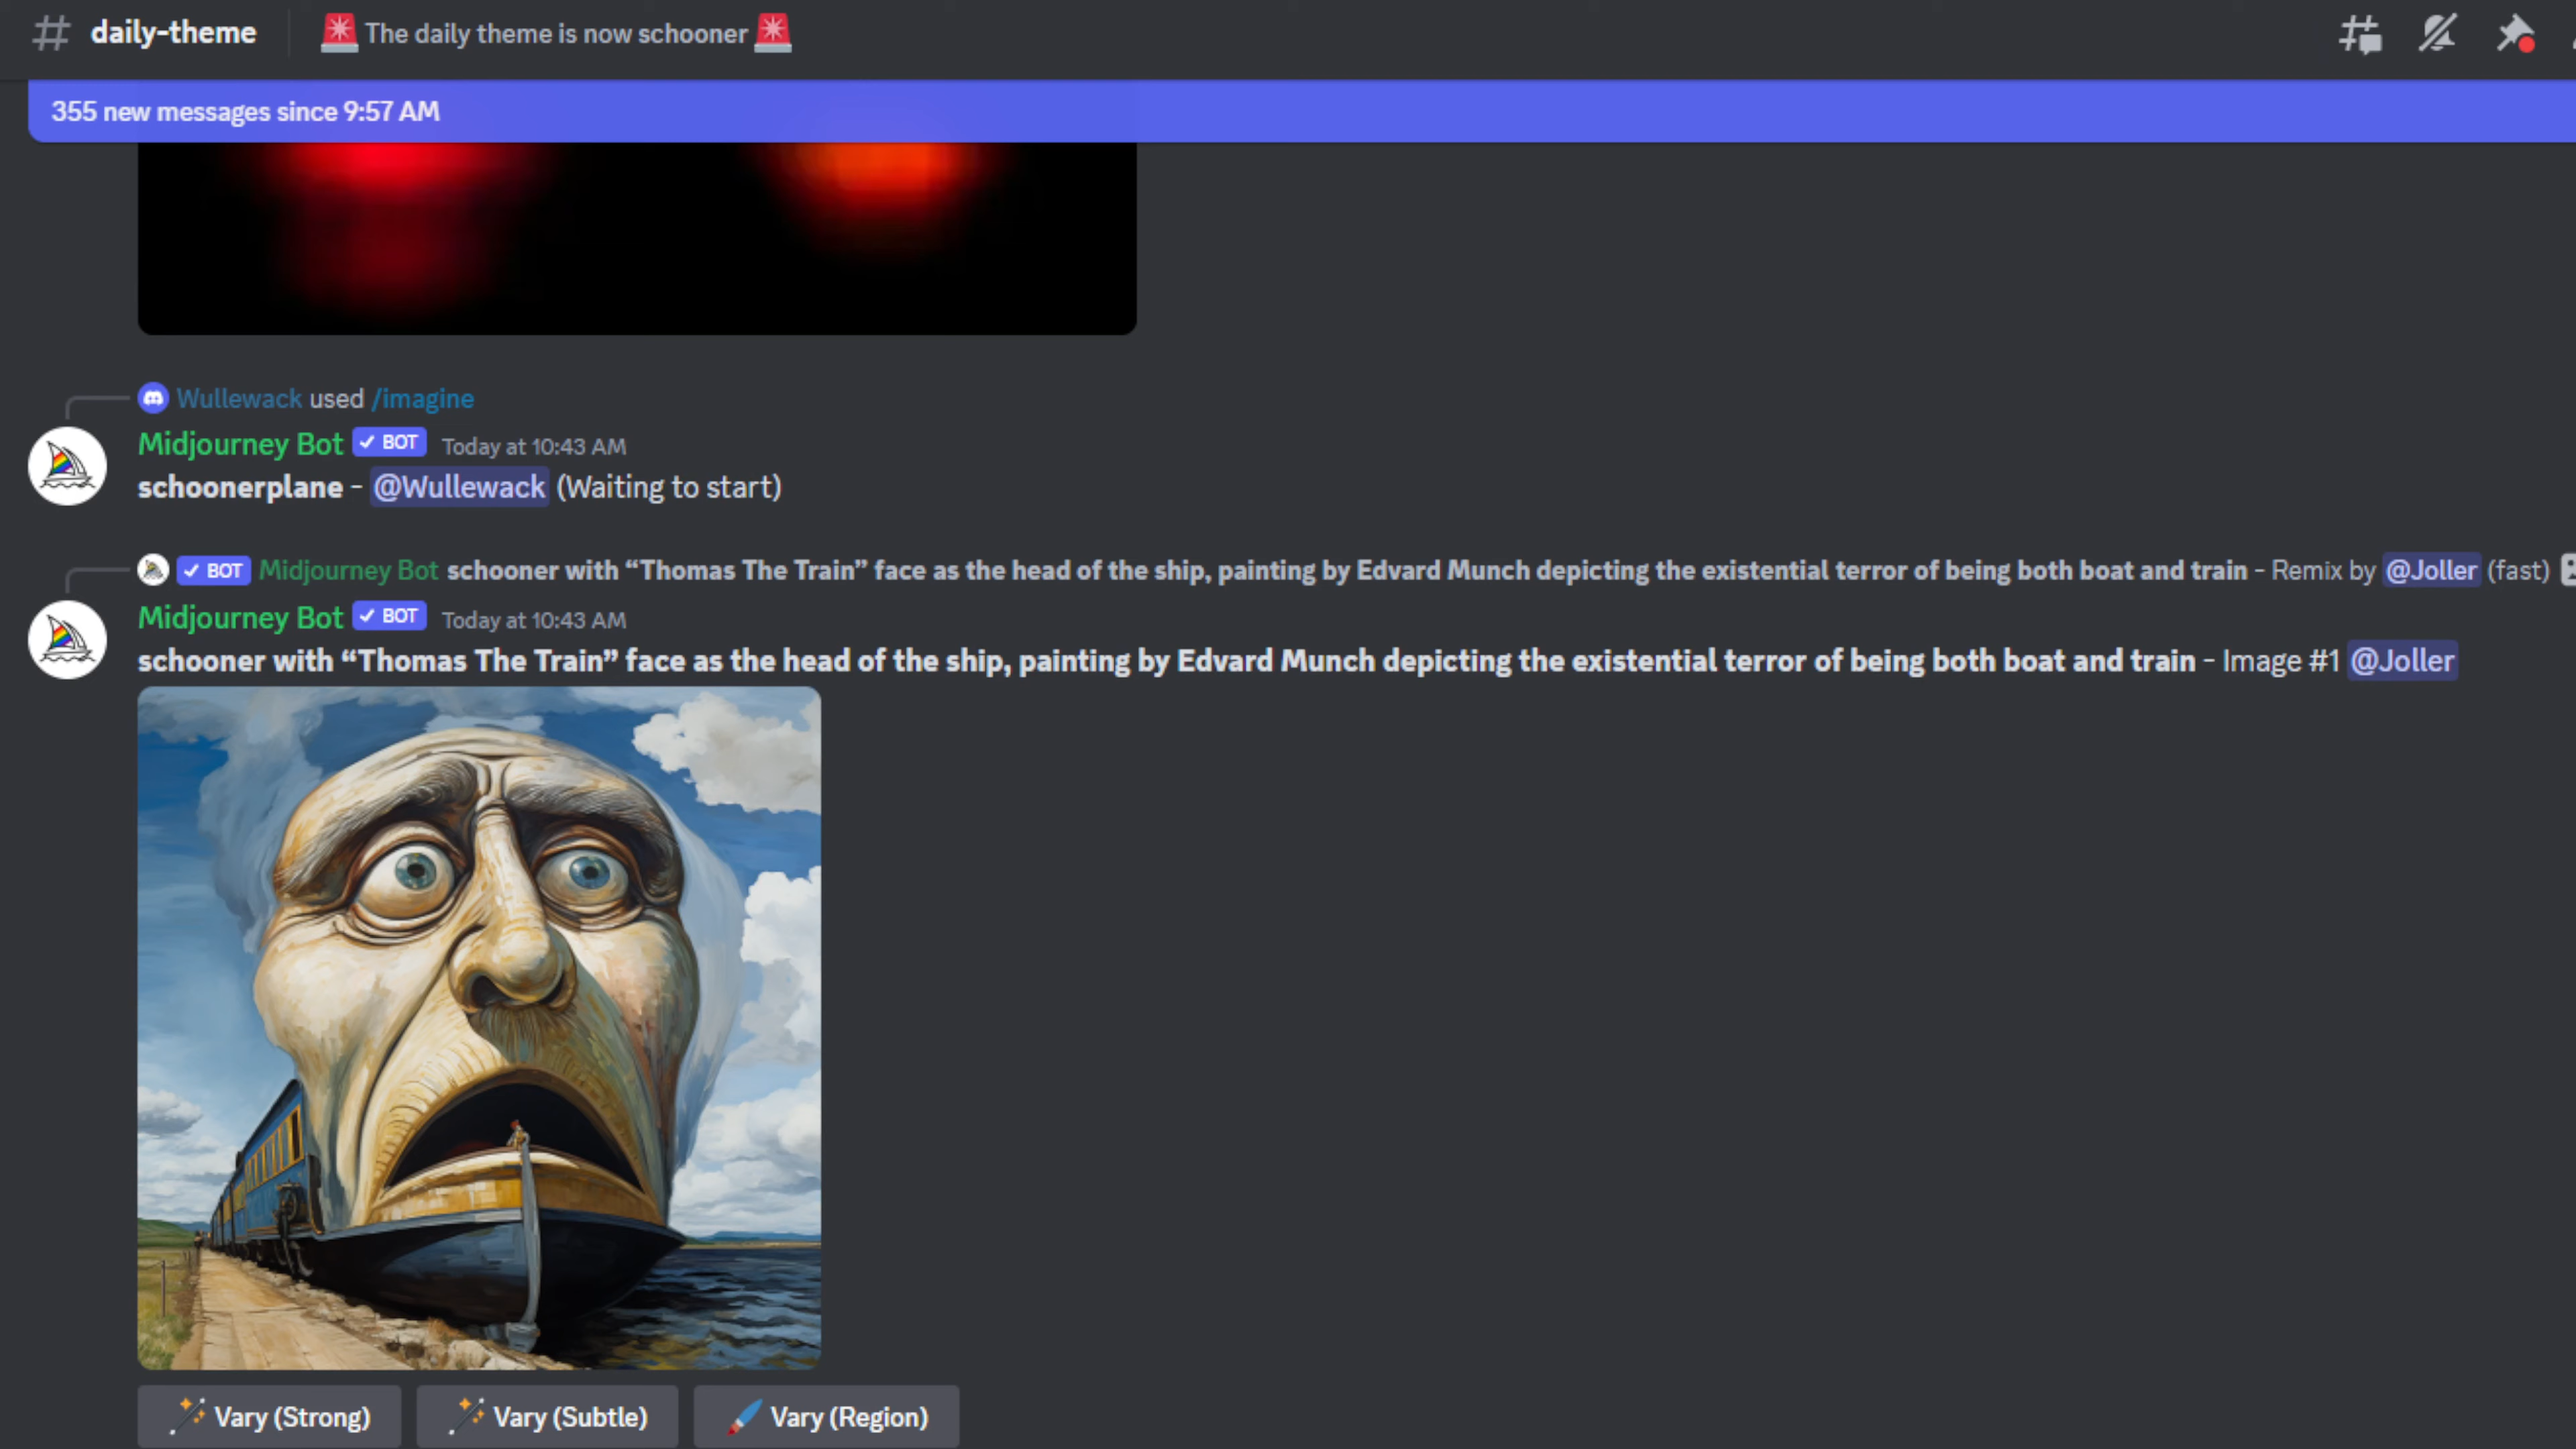 daily-theme
The daily theme is now schooner
355 new messages since 9:57 AM
Wullewack used /imagine
Midjourney Bot BOT Today at 10:43 AM
schoonerplane - @Wullewack (Waiting to start)
BOT Midjourney Bot schooner with “Thomas The Train” face as the head of the ship, painting by Edvard Munch depicting the existential terror of being both boat and train - Remix by @Joller (fast)
Midjourney Bot BOT Today at 10:43 AM
schooner with “Thomas The Train” face as the head of the ship, painting by Edvard Munch depicting the existential terror of being both boat and train - Image #1 @Joller
Vary (Strong) Vary (Subtle) Vary (Region)